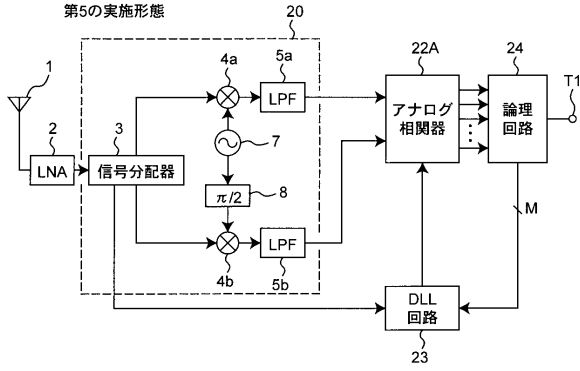 第5の実施形態
20
1
2
LNA
3
信号分配器
4a
5a
LPF
7
π/2
8
4b
LPF
5b
22A
アナログ
相関器
24
論理
回路
T1
M
DLL
回路
23